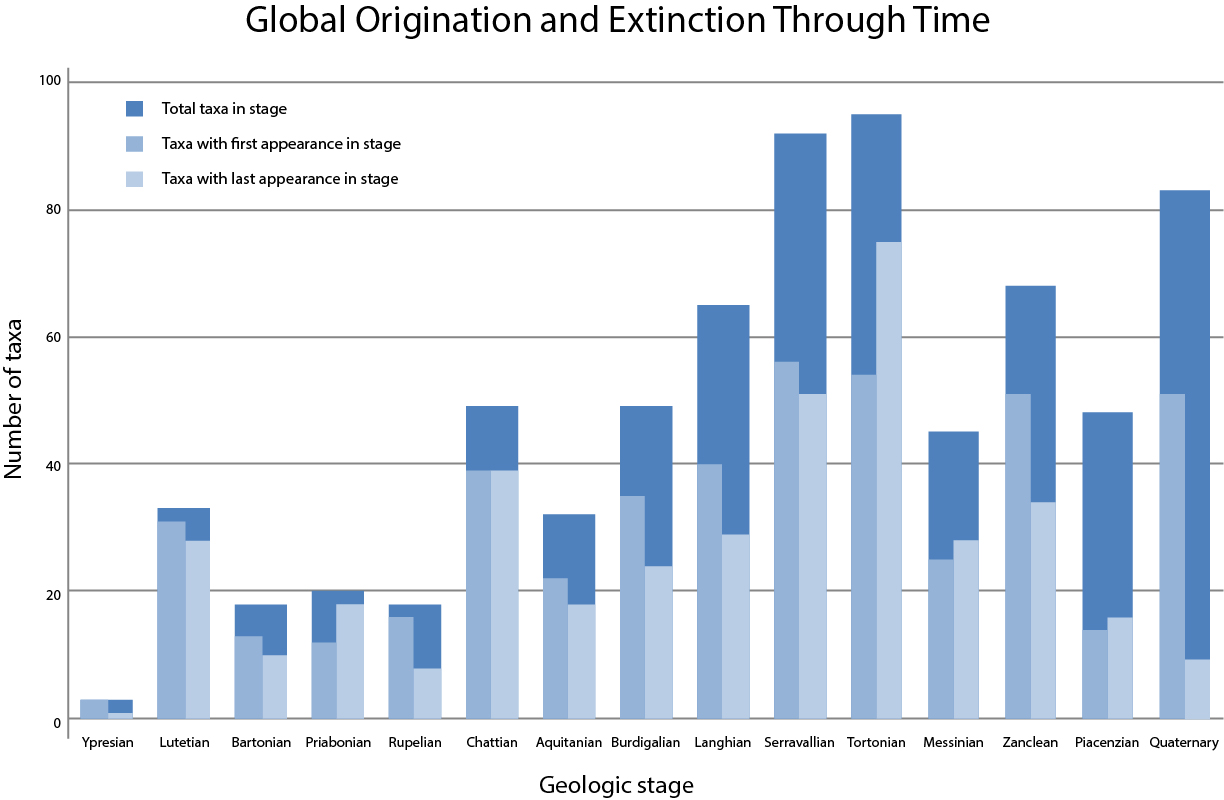 Global Origination and Extinction Through Time
100
80
60
40
20
0
Number of taxa
Total taxa in stage
Taxa with first appearance in stage
Taxa with last appearance in stage
Ypresian Lutetian Bartonian Priabonian Rupelian Chattian Aquitanian Burdigalian Langhian Serravallian Tortonian Messinian Zanclean Piacenzian Quaternary
Geologic stage